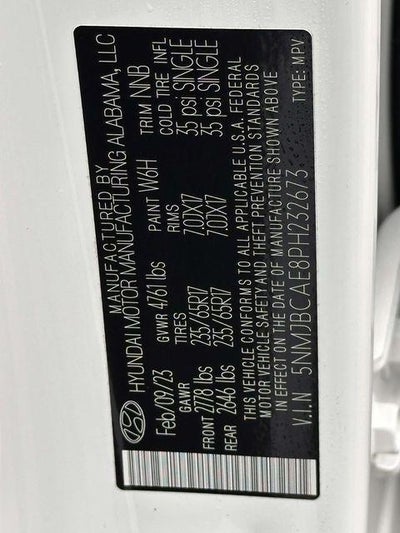 MANUFACTURED BY
HYUNDAI MOTOR MANUFACTURING ALABAMA, LLC
Feb/09/23 GVWR 4761 lbs PAINT W6H TRIM NNB
GAWR TIRES RIMS COLD TIRE INFL
FRONT 2778 lbs 235/65R17 7.0JX17 35 psi SINGLE
REAR 2646 lbs 235/65R17 7.0JX17 35 psi SINGLE
THIS VEHICLE CONFORMS TO ALL APPLICABLE U.S.A. FEDERAL
MOTOR VEHICLE SAFETY AND THEFT PREVENTION STANDARDS
IN EFFECT ON THE DATE OF MANUFACTURE SHOWN ABOVE
V.I.N 5NMJBCAE8PH232673 TYPE: MPV